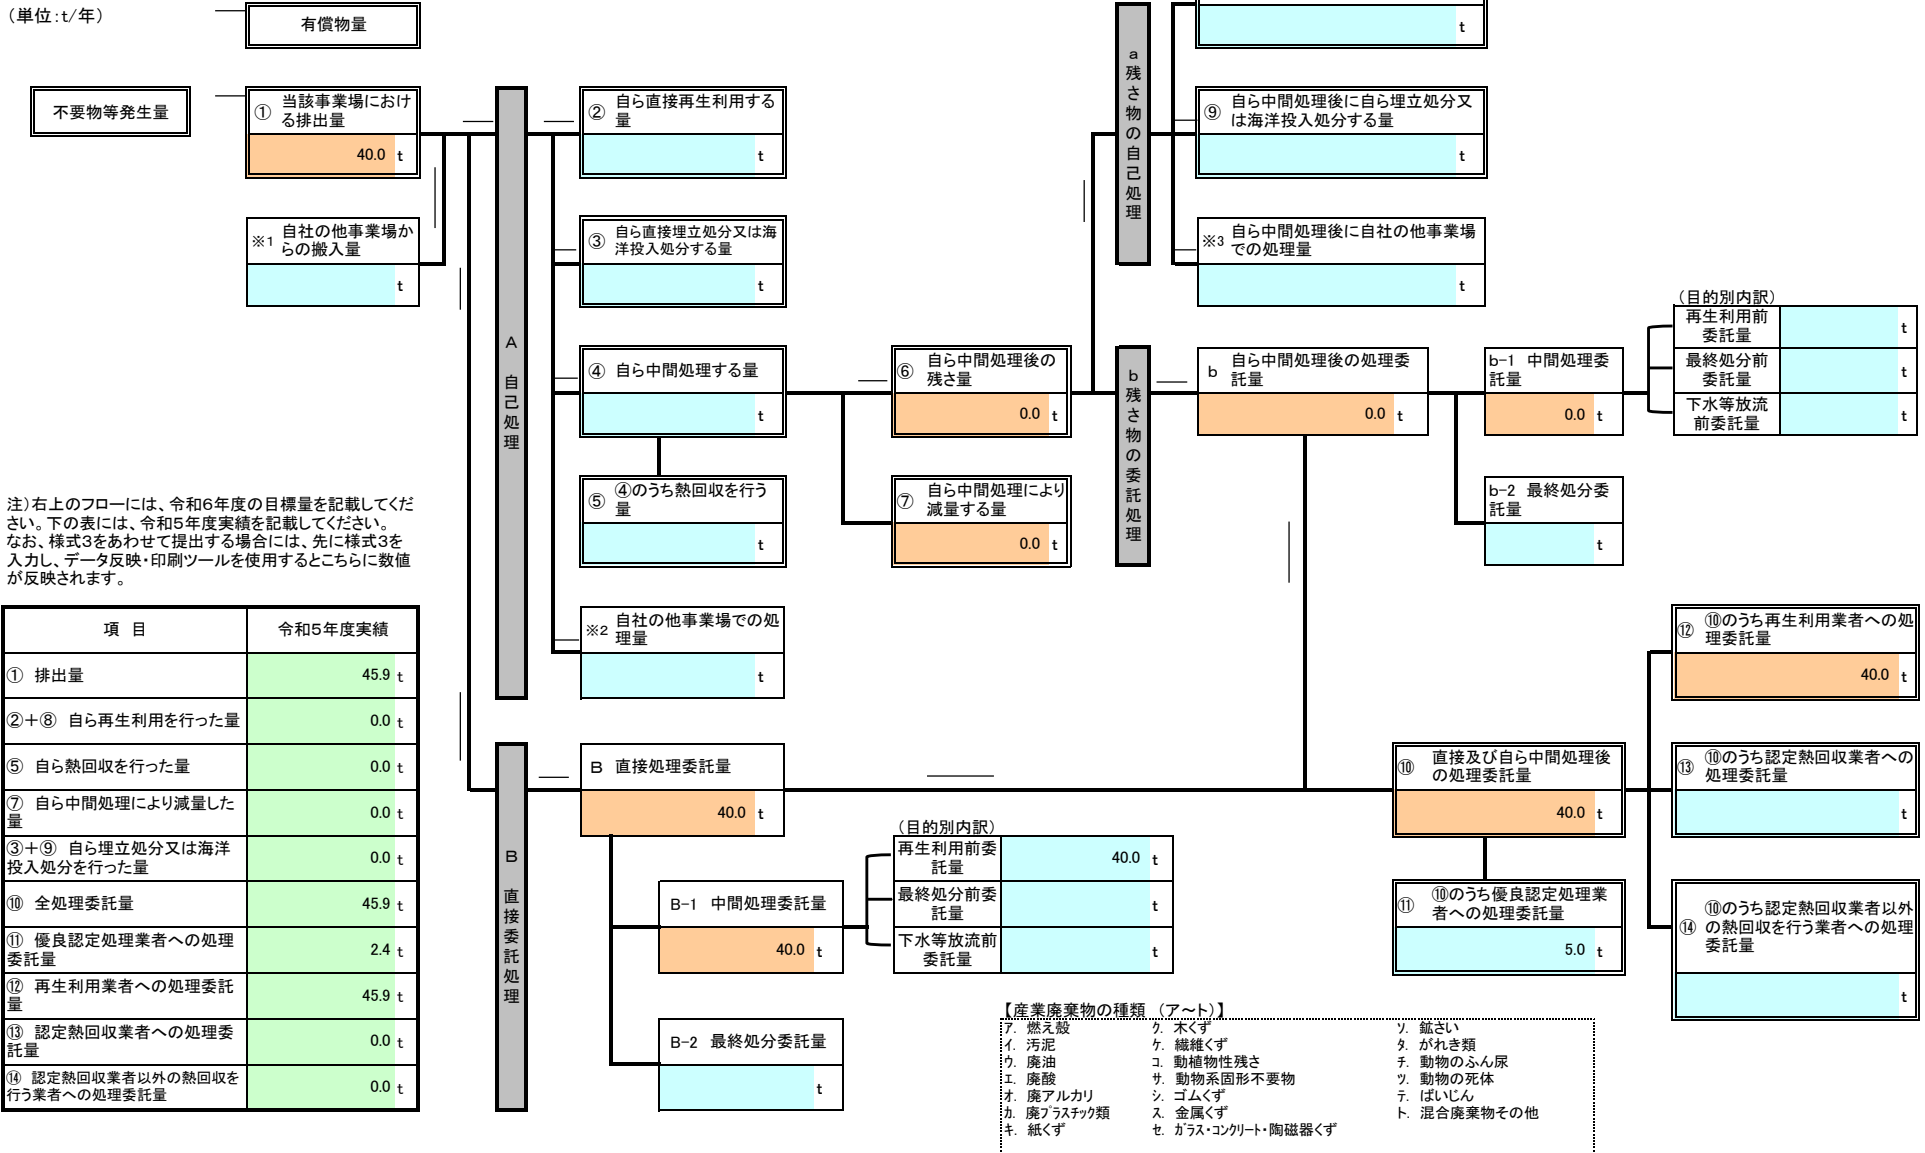 （単位：t/年）
有償物量
t
不要物等発生量
① 当該事業場におけ
る排出量
40.0 t
② 自ら直接再生利用する
量
t
⑨ 自ら中間処理後に自ら埋立処分又
は海洋投入処分する量
t
a 残さ物の自己処理
※1 自社の他事業場か
らの搬入量
t
③ 自ら直接埋立処分又は海
洋投入処分する量
t
※3 自ら中間処理後に自社の他事業場
での処理量
t
A 自己処理
④ 自ら中間処理する量
t
⑥ 自ら中間処理後の
残さ量
0.0 t
b 残さ物の委託処理
b 自ら中間処理後の処理委
託量
0.0 t
b-1 中間処理委
託量
0.0 t
（目的別内訳）
再生利用前
委託量
t
最終処分前
委託量
t
下水等放流
前委託量
t
⑤ ④のうち熱回収を行う
量
t
⑦ 自ら中間処理により
減量する量
0.0 t
b-2 最終処分委
託量
t
注）右上のフローには、令和6年度の目標量を記載してくだ
さい。下の表には、令和5年度実績を記載してください。
なお、様式3をあわせて提出する場合には、先に様式3を
入力し、データ反映・印刷ツールを使用するとこちらに数値
が反映されます。
※2 自社の他事業場での処
理量
t
項 目 令和5年度実績
① 排出量 45.9 t
②＋⑧ 自ら再生利用を行った量 0.0 t
⑤ 自ら熱回収を行った量 0.0 t
⑦ 自ら中間処理により減量した
量 0.0 t
③＋⑨ 自ら埋立処分又は海洋
投入処分を行った量 0.0 t
⑩ 全処理委託量 45.9 t
⑪ 優良認定処理業者への処理
委託量 2.4 t
⑫ 再生利用業者への処理委託
量 45.9 t
⑬ 認定熱回収業者への処理委
託量 0.0 t
⑭ 認定熱回収業者以外の熱回収を
行う業者への処理委託量 0.0 t
B 直接委託処理
B 直接処理委託量
40.0 t
B-1 中間処理委託量
40.0 t
（目的別内訳）
再生利用前委
託量
40.0 t
最終処分前委
託量
t
下水等放流前
委託量
t
B-2 最終処分委託量
t
⑩ 直接及び自ら中間処理後
の処理委託量
40.0 t
⑪ ⑩のうち優良認定処理業
者への処理委託量
5.0 t
⑫ ⑩のうち再生利用業者への処
理委託量
40.0 t
⑬ ⑩のうち認定熱回収業者への
処理委託量
t
⑭ ⑩のうち認定熱回収業者以外
の熱回収を行う業者への処理
委託量
t
【産業廃棄物の種類 （ア～ト）】
ア. 燃え殻 ク. 木くず ソ. 鉱さい
イ. 汚泥 ケ. 繊維くず タ. がれき類
ウ. 廃油 コ. 動植物性残さ チ. 動物のふん尿
エ. 廃酸 サ. 動物系固形不要物 ツ. 動物の死体
オ. 廃アルカリ シ. ゴムくず テ. ばいじん
カ. 廃プラスチック類 ス. 金属くず ト. 混合廃棄物その他
キ. 紙くず セ. ガラス・コンクリート・陶磁器くず